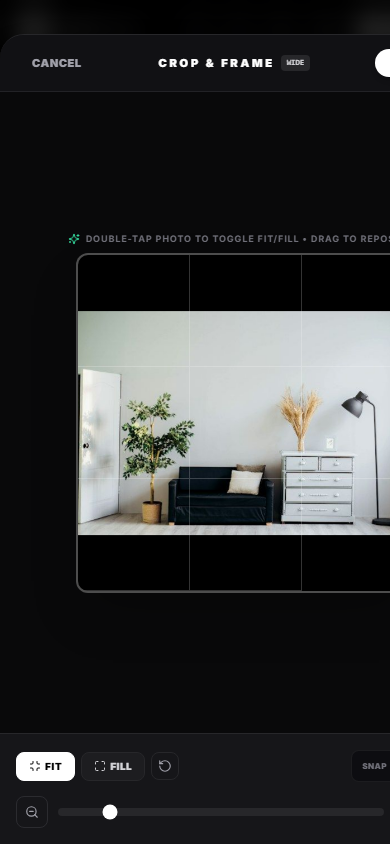 CANCEL
CROP & FRAME WIDE
DOUBLE-TAP PHOTO TO TOGGLE FIT/FILL • DRAG TO REPOS
FIT FILL SNAP